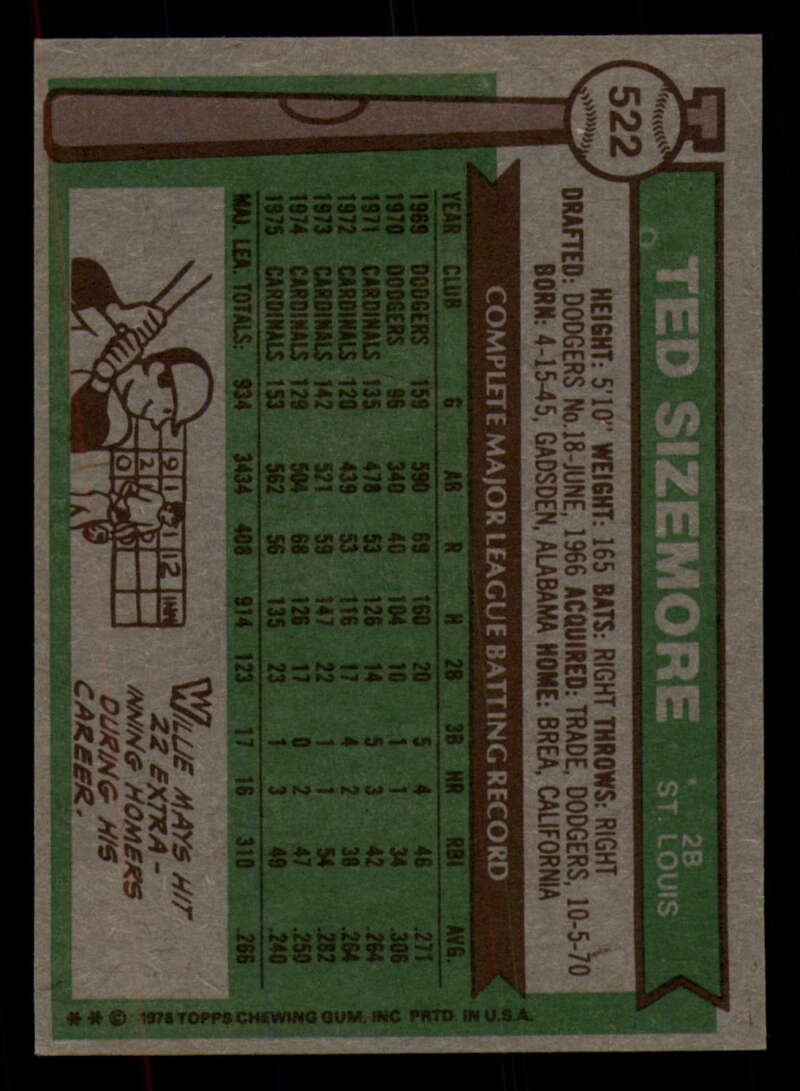 522
TED SIZEMORE
2B
ST. LOUIS
HEIGHT: 5'10" WEIGHT: 165 BATS: RIGHT THROWS: RIGHT
DRAFTED: DODGERS No.18-JUNE, 1966 ACQUIRED: TRADE, DODGERS, 10-5-70
BORN: 4-15-45, GADSDEN, ALABAMA HOME: BREA, CALIFORNIA
COMPLETE MAJOR LEAGUE BATTING RECORD
YEAR CLUB G AB R H 2B 3B HR RBI AVG.
1969 DODGERS 159 590 69 160 20 5 4 46 .271
1970 DODGERS 96 340 40 104 10 1 1 34 .306
1971 CARDINALS 135 478 53 126 14 5 3 42 .264
1972 CARDINALS 120 439 53 116 17 4 2 38 .264
1973 CARDINALS 142 521 59 147 22 1 1 54 .282
1974 CARDINALS 129 504 68 126 17 0 2 47 .250
1975 CARDINALS 153 562 56 135 23 1 3 49 .240
MAJ. LEA. TOTALS: 934 3434 408 914 123 17 16 310 .266
9 1 1 12 INN
2
0
WILLIE MAYS HIT
22 EXTRA-
INNING HOMERS
DURING HIS
CAREER.
* * © 1976 TOPPS CHEWING GUM, INC. PRTD. IN U.S.A.